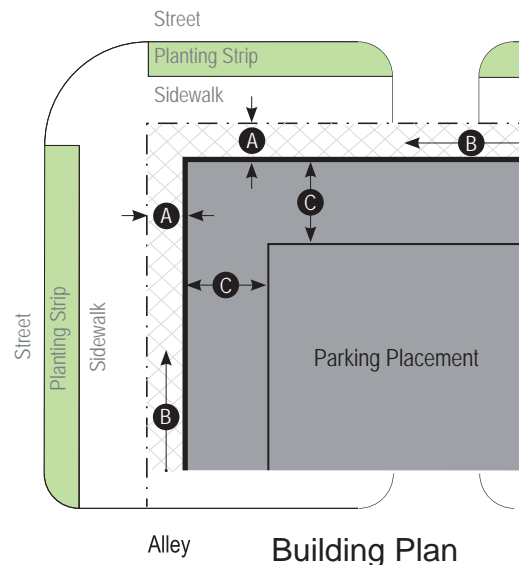 Street
Planting Strip
Sidewalk
A
B
C
A
C
Street
Planting Strip
Sidewalk
Parking Placement
B
Alley
Building Plan